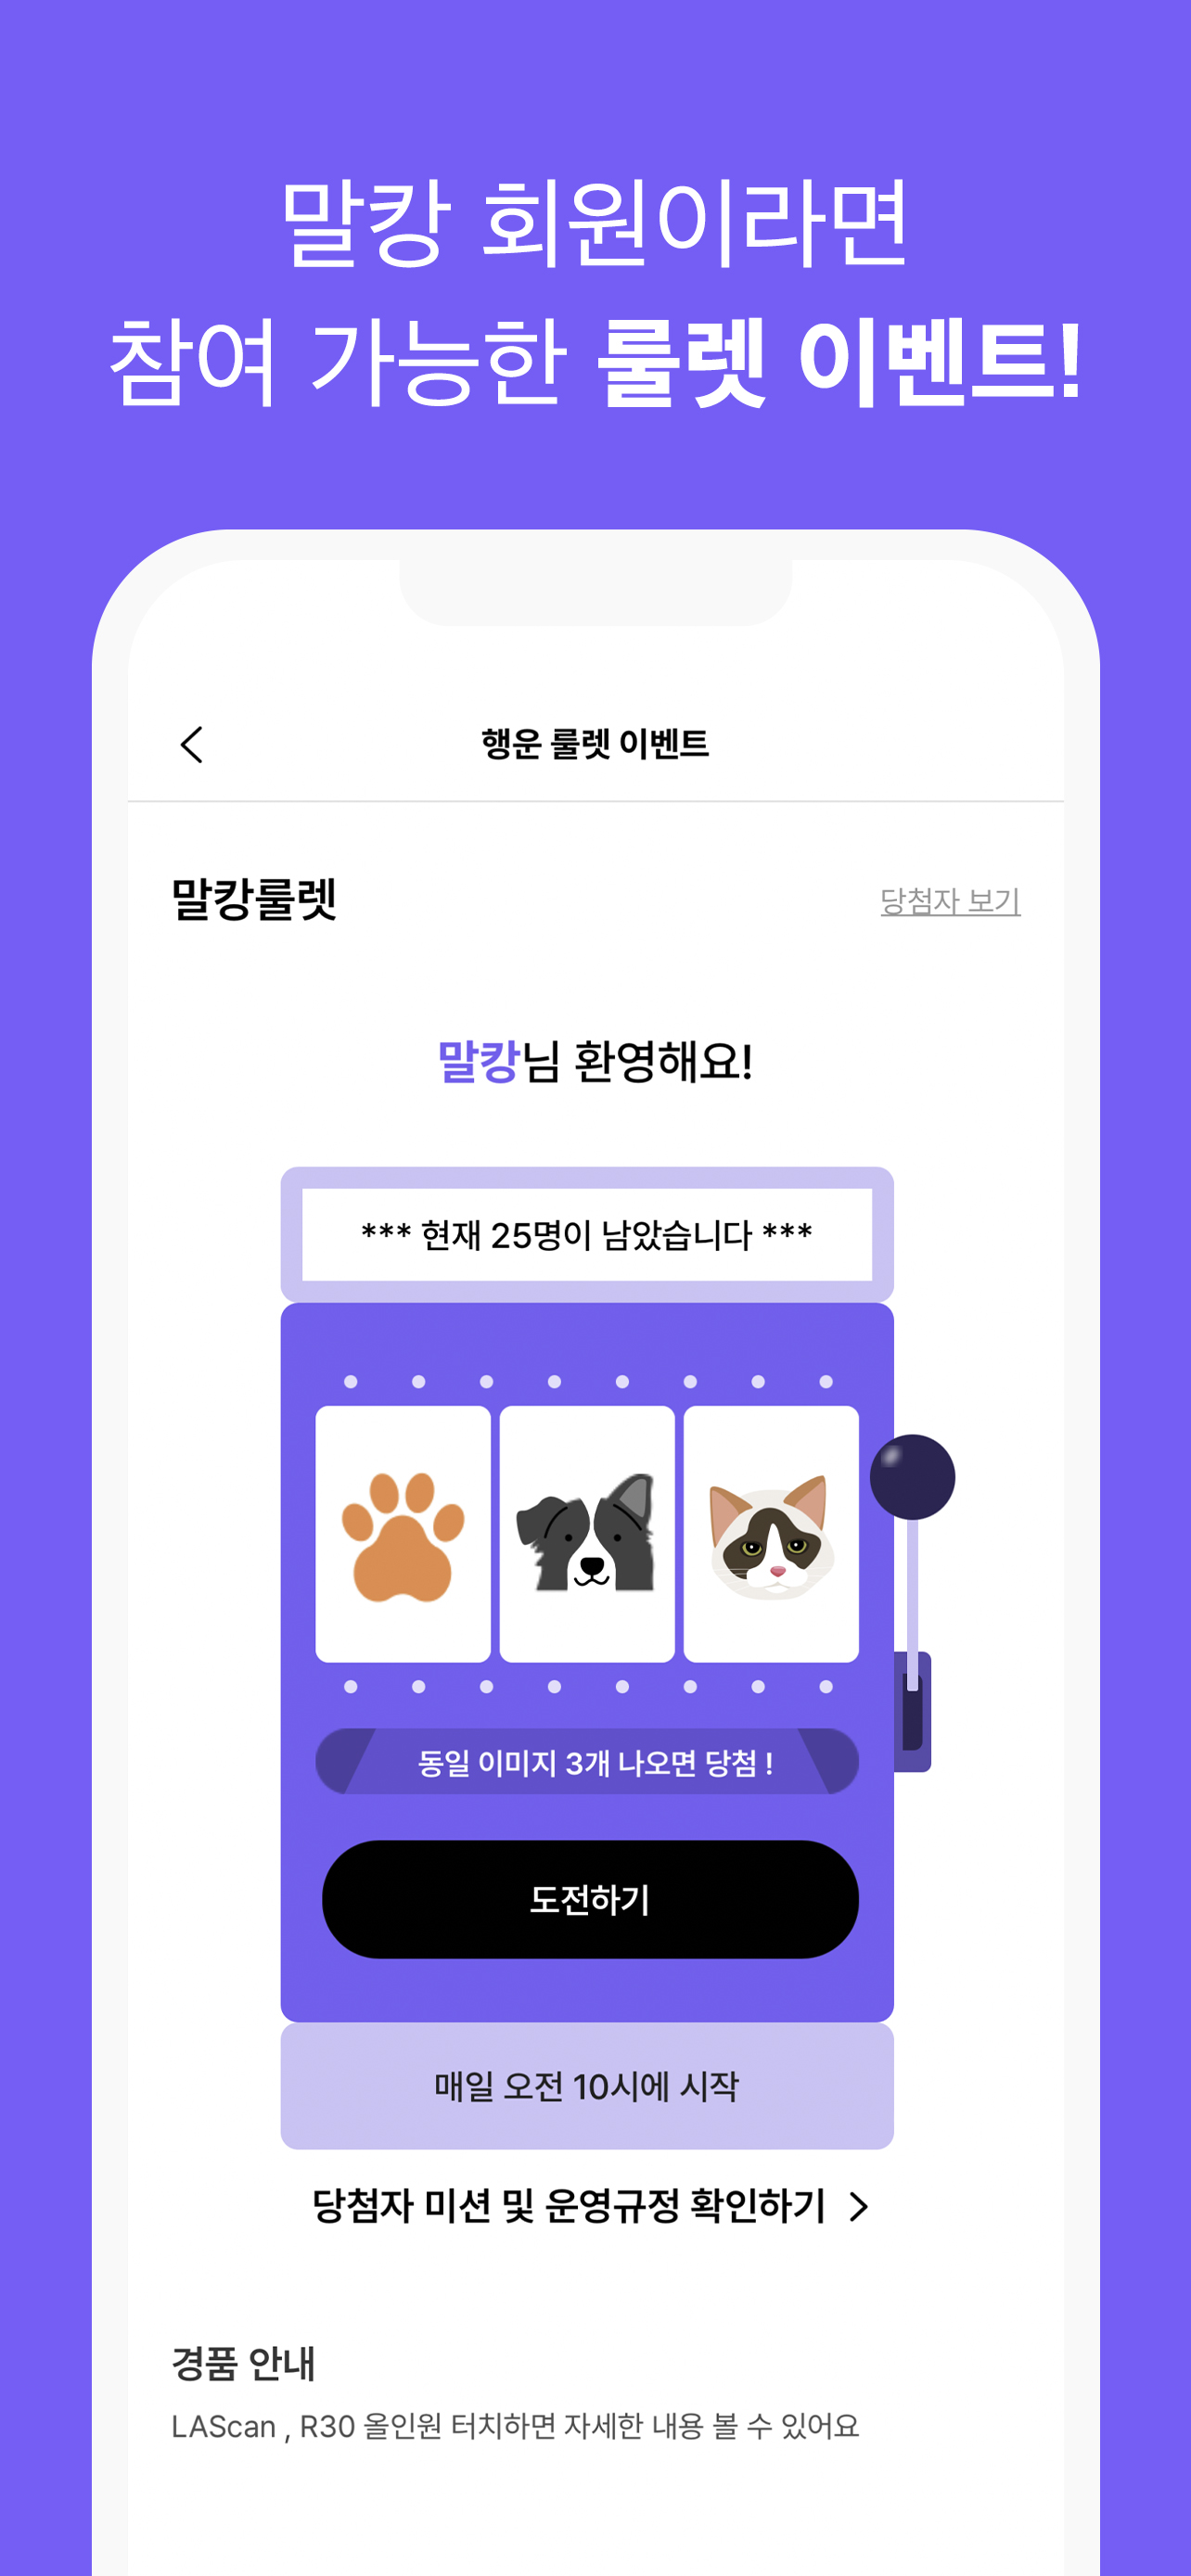 말캉 회원이라면
참여 가능한 룰렛 이벤트!
행운 룰렛 이벤트
말캉룰렛
당첨자 보기
말캉님 환영해요!
*** 현재 25명이 남았습니다 ***
동일 이미지 3개 나오면 당첨 !
도전하기
매일 오전 10시에 시작
당첨자 미션 및 운영규정 확인하기
경품 안내
LAScan , R30 올인원 터치하면 자세한 내용 볼 수 있어요